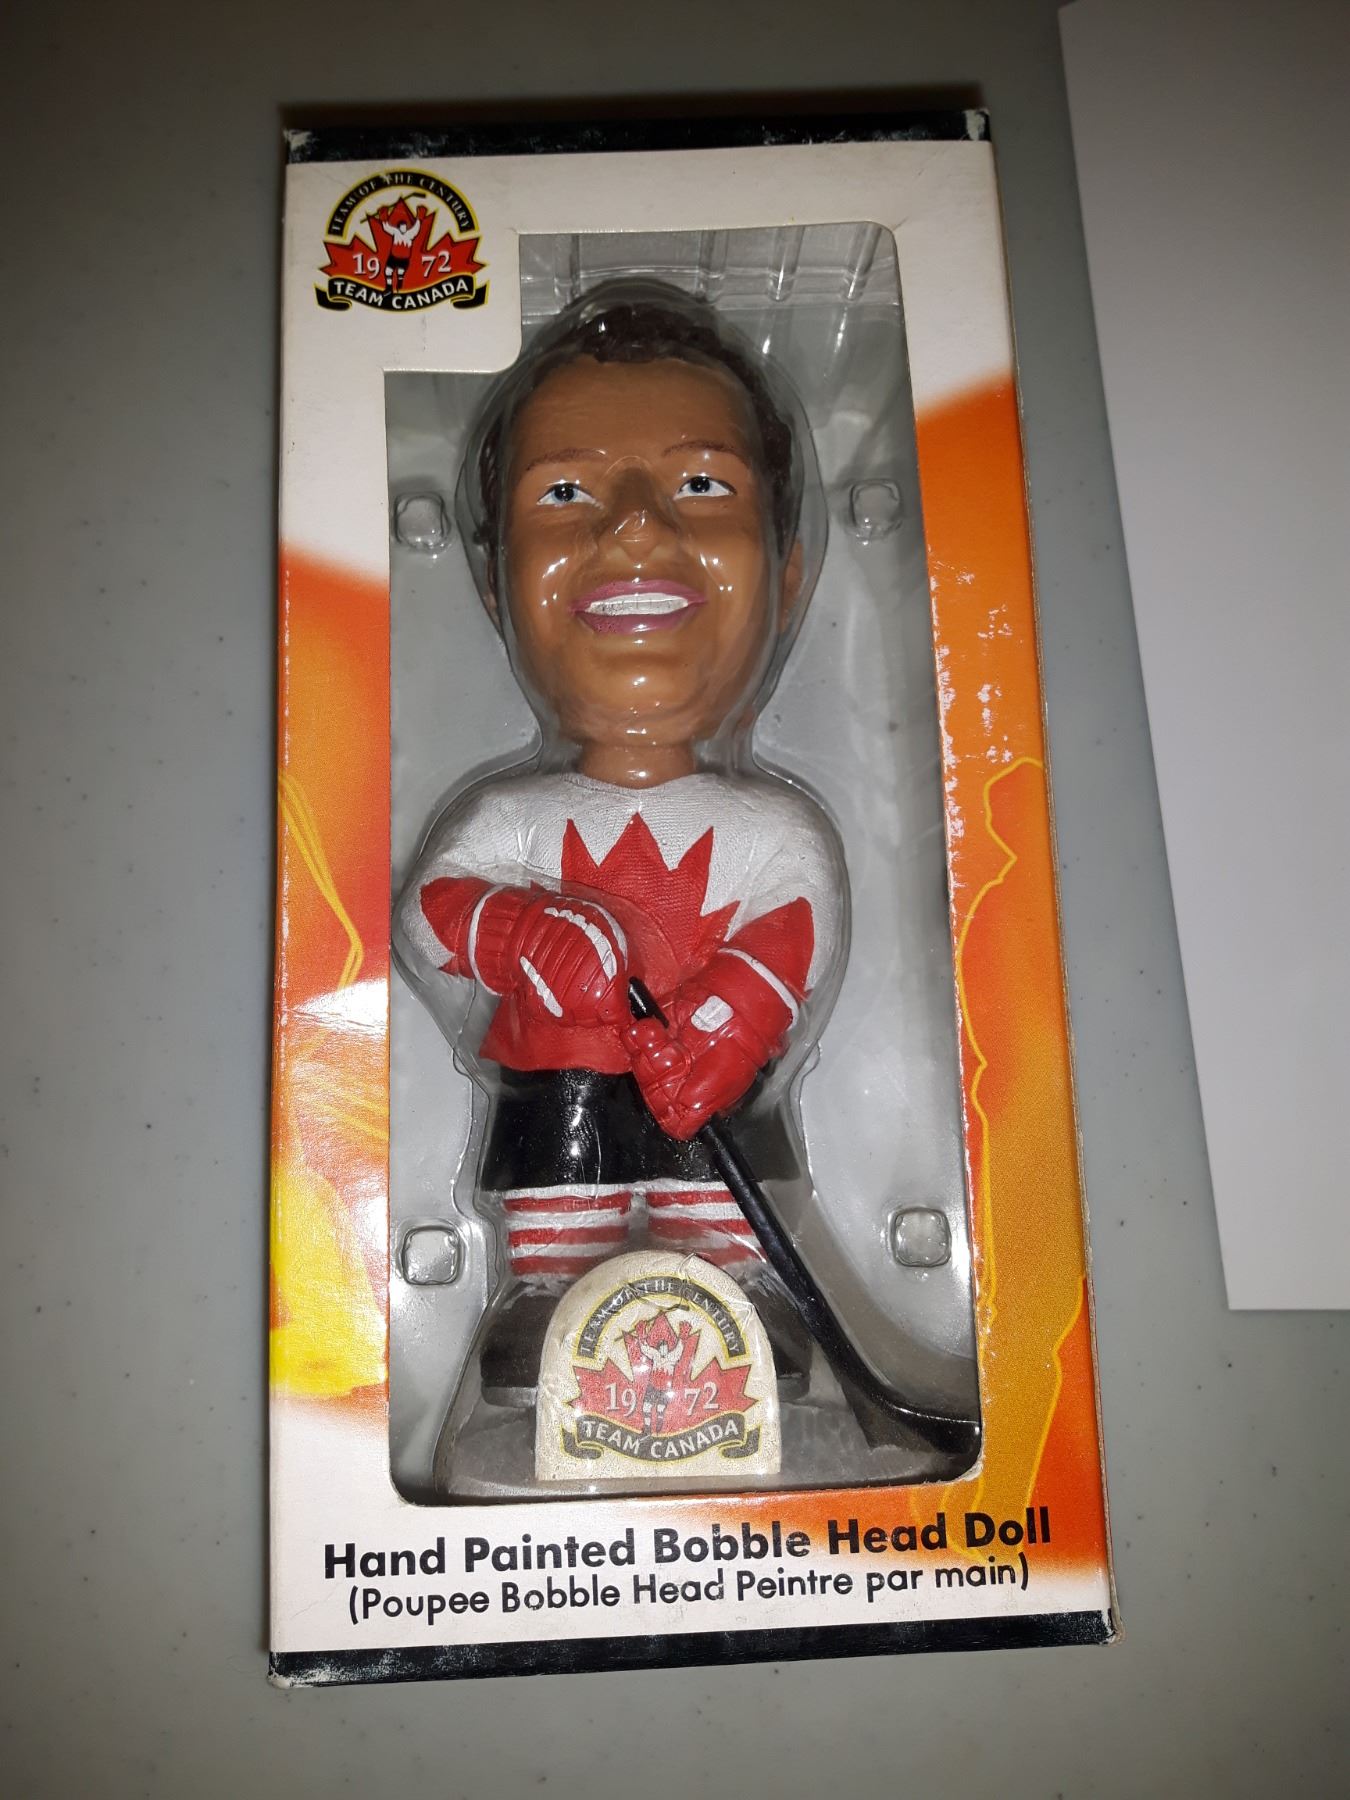 TEAM OF THE CENTURY
19 72
TEAM CANADA
TEAM OF THE CENTURY
19 72
TEAM CANADA
Hand Painted Bobble Head Doll
(Poupee Bobble Head Peintre par main)